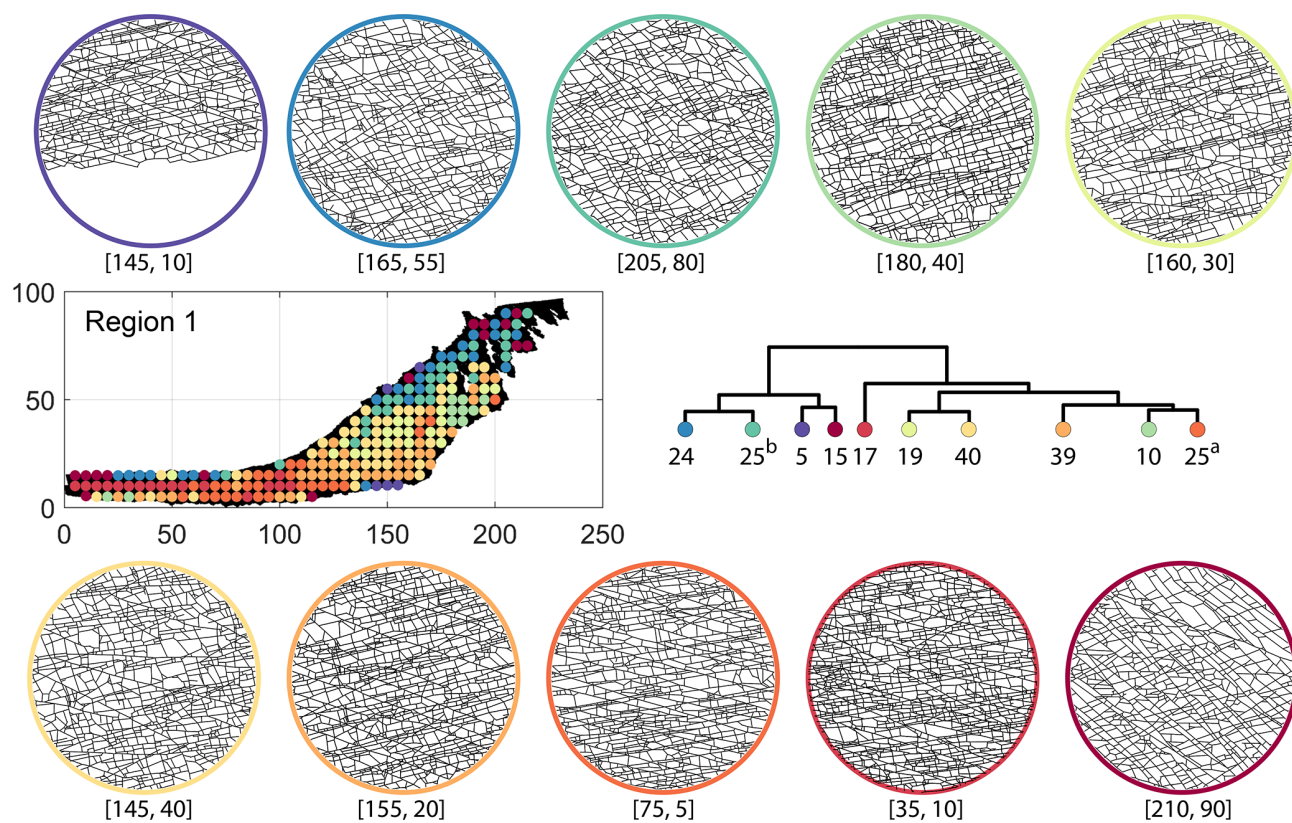 [145, 10] [165, 55] [205, 80] [180, 40] [160, 30]
100
Region 1
50
0
0 50 100 150 200 250
24 25b 5 15 17 19 40 39 10 25a
[145, 40] [155, 20] [75, 5] [35, 10] [210, 90]